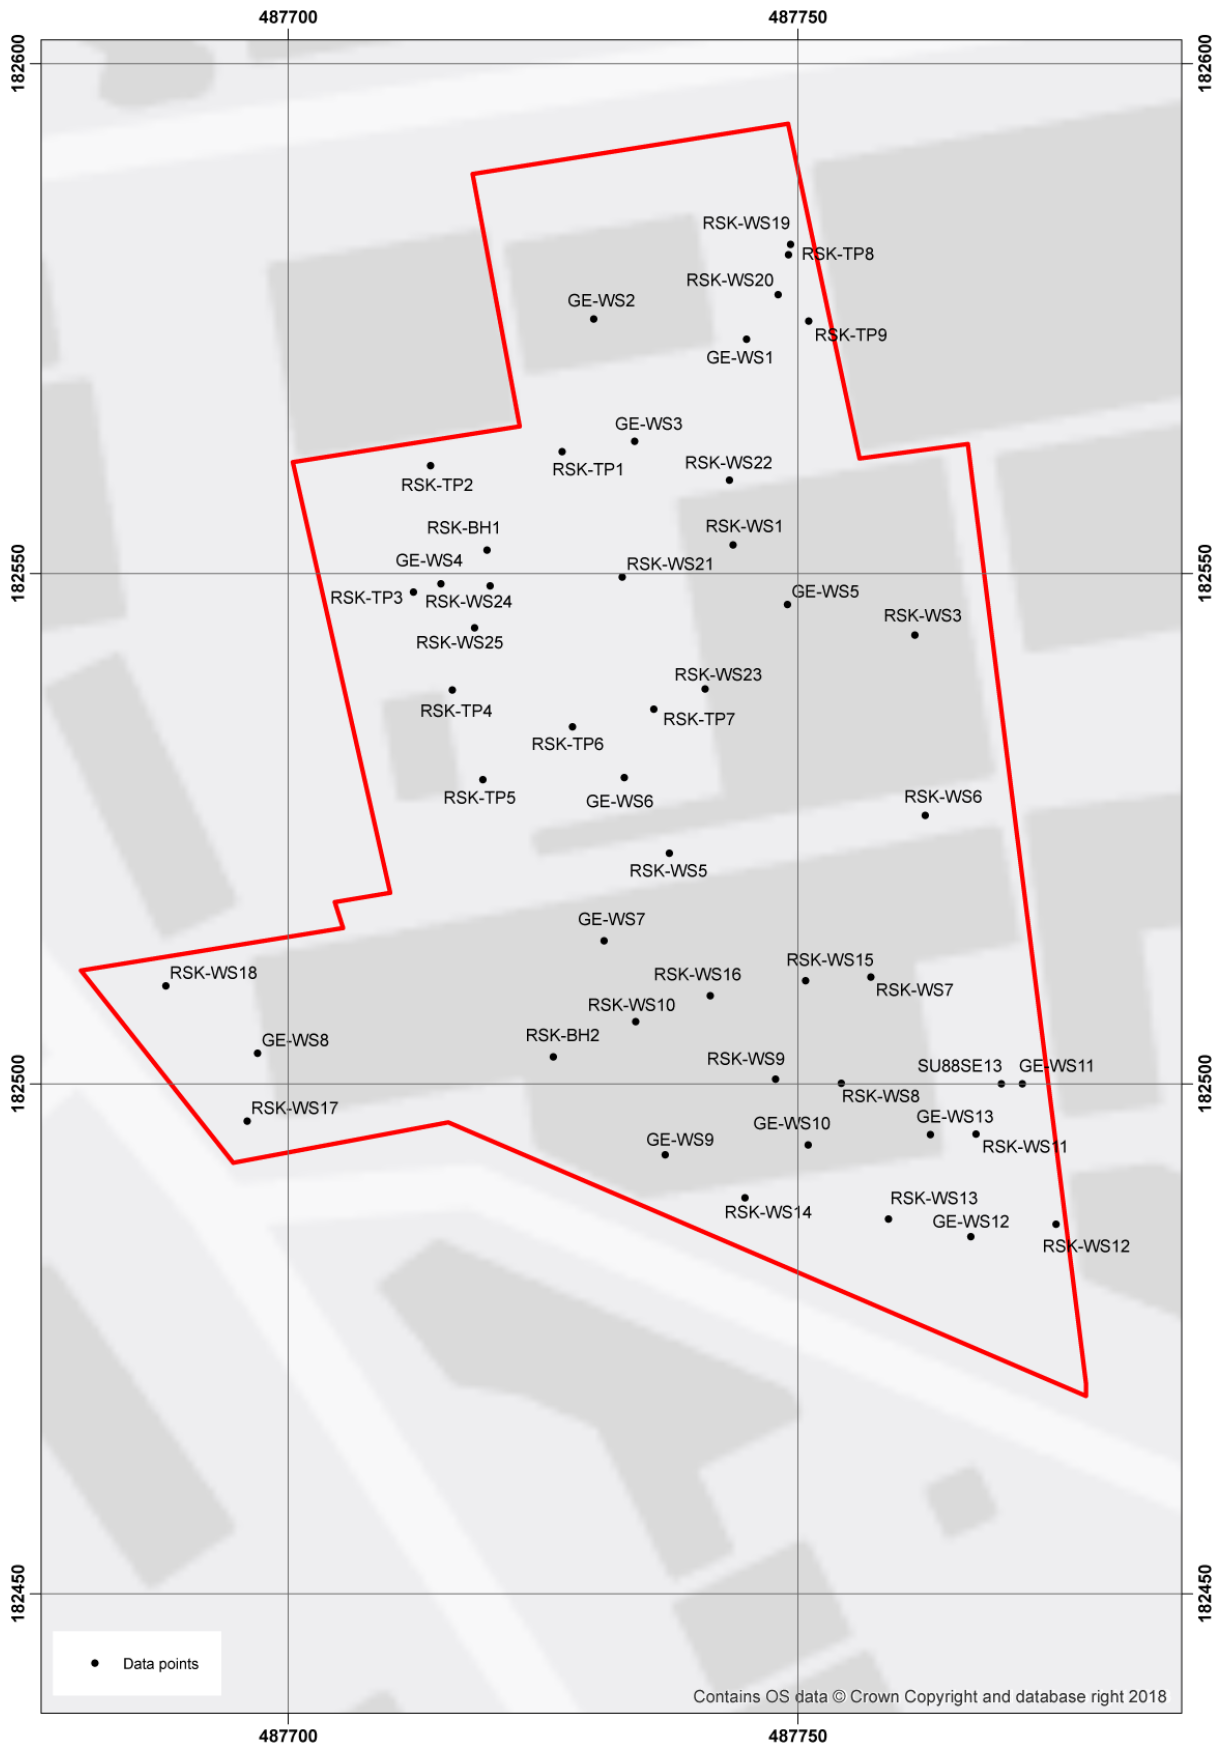 487700
487750
182600
182600
RSK-WS19
RSK-TP8
RSK-WS20
GE-WS2
RSK-TP9
GE-WS1
GE-WS3
RSK-TP1
RSK-WS22
RSK-TP2
RSK-BH1
RSK-WS1
GE-WS4
RSK-WS21
182550
182550
RSK-TP3
RSK-WS24
GE-WS5
RSK-WS3
RSK-WS25
RSK-WS23
RSK-TP4
RSK-TP7
RSK-TP6
RSK-TP5
GE-WS6
RSK-WS6
RSK-WS5
GE-WS7
RSK-WS18
RSK-WS16
RSK-WS15
RSK-WS7
RSK-WS10
GE-WS8
RSK-BH2
RSK-WS9
SU88SE13
GE-WS11
182500
182500
RSK-WS8
RSK-WS17
GE-WS10
GE-WS13
GE-WS9
RSK-WS11
RSK-WS14
RSK-WS13
GE-WS12
RSK-WS12
182450
182450
Data points
Contains OS data © Crown Copyright and database right 2018
487700
487750